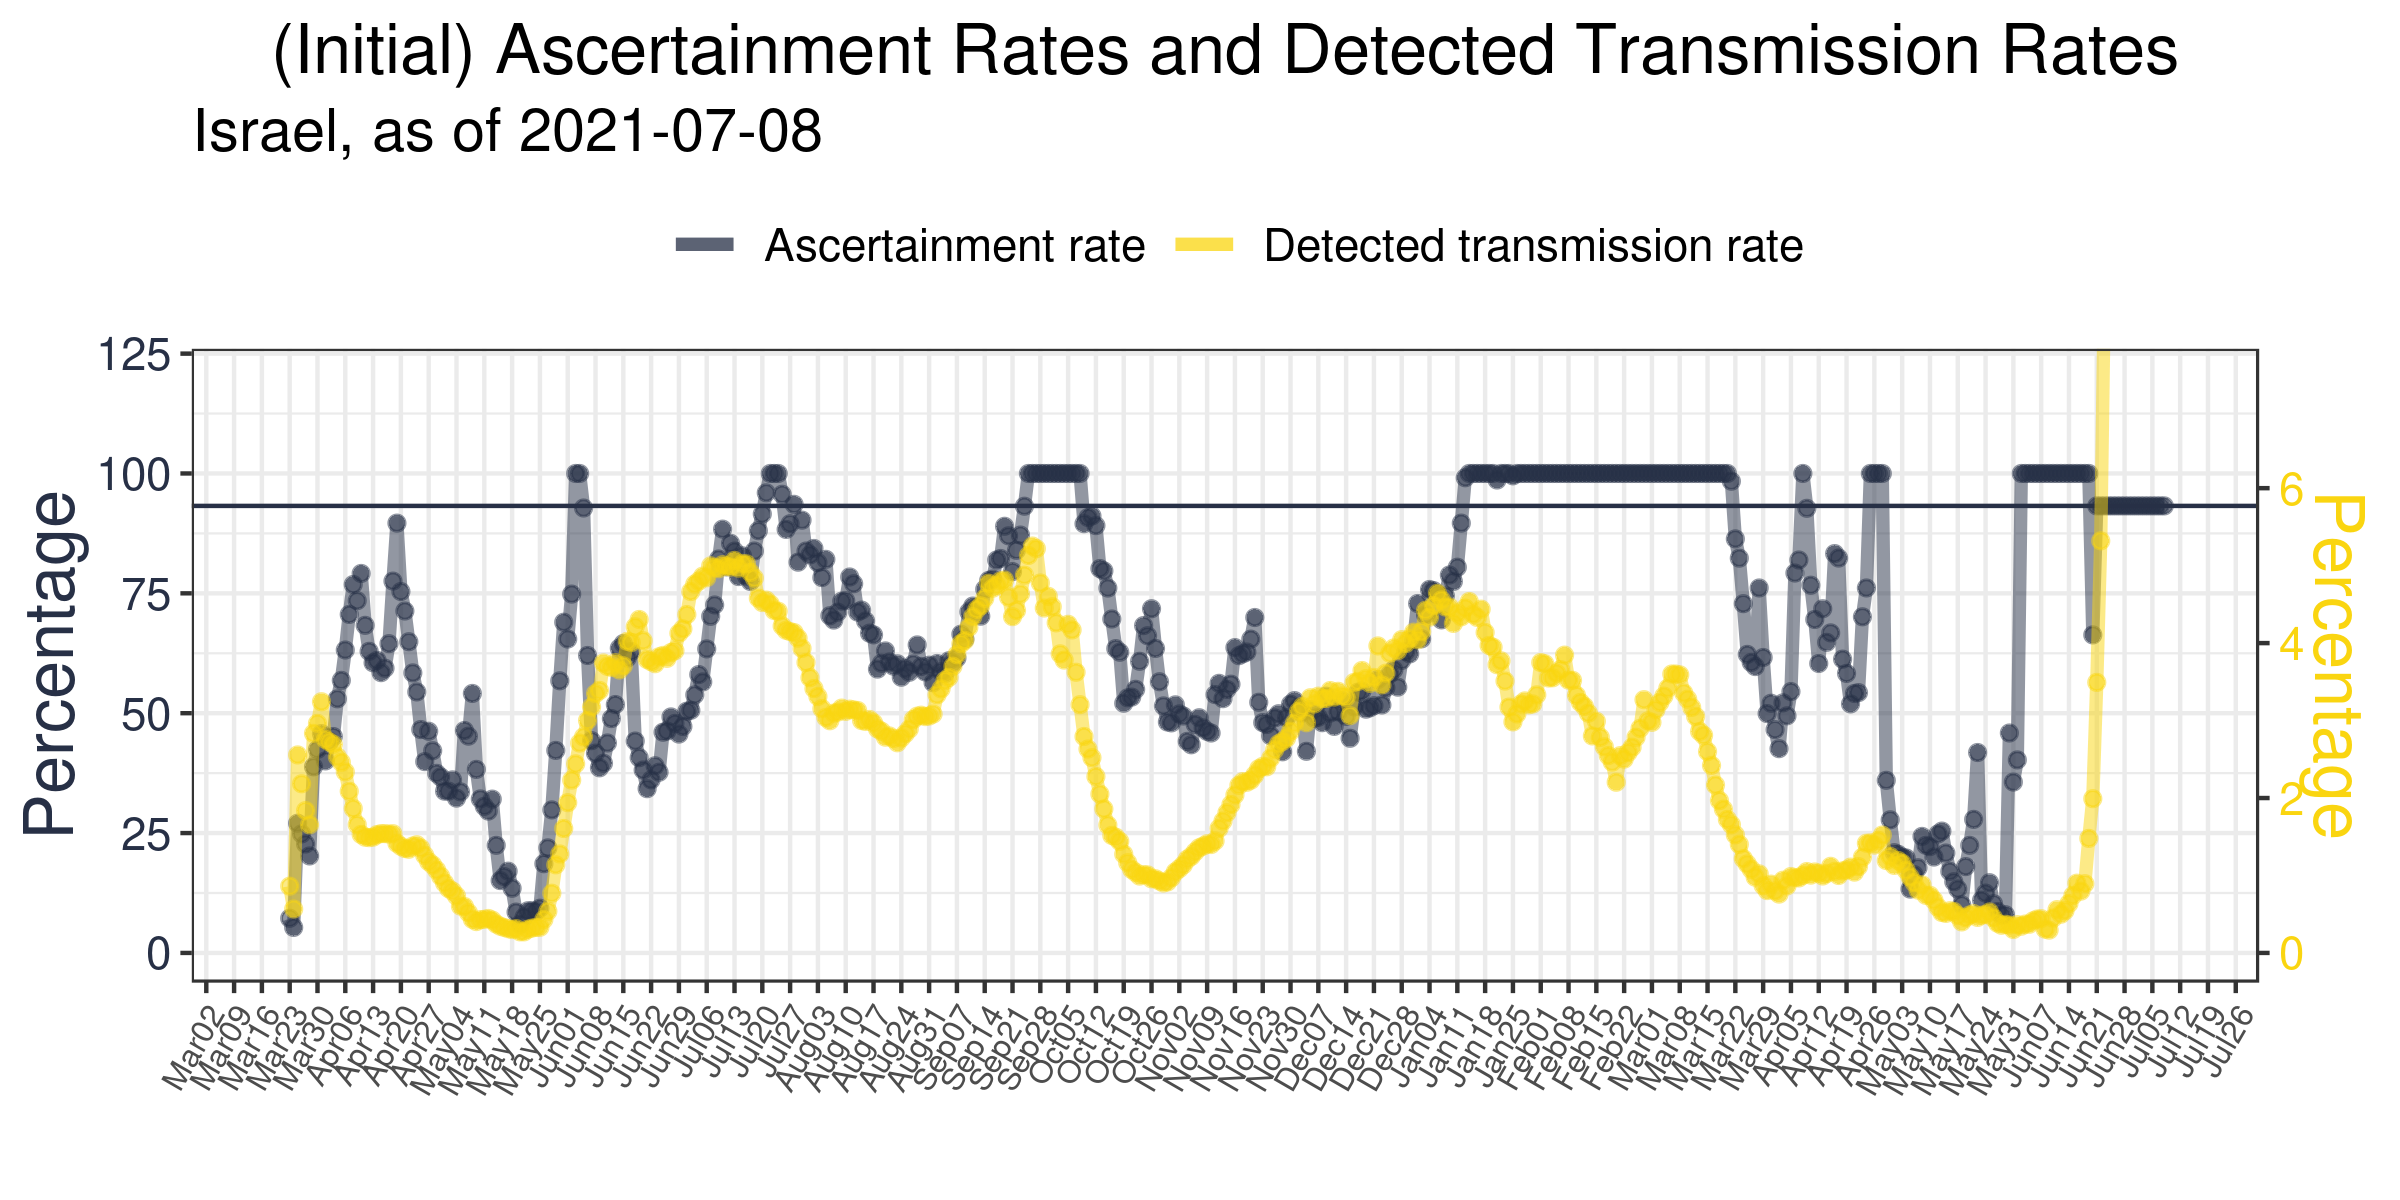 (Initial) Ascertainment Rates and Detected Transmission Rates
Israel, as of 2021-07-08
Ascertainment rate
Detected transmission rate
Percentage
125
100
75
50
25
0
6
4
2
0
Percentage
Mar02
Mar09
Mar16
Mar23
Mar30
Apr06
Apr13
Apr20
Apr27
May04
May11
May18
May25
Jun01
Jun08
Jun15
Jun22
Jun29
Jul06
Jul13
Jul20
Jul27
Aug03
Aug10
Aug17
Aug24
Aug31
Sep07
Sep14
Sep21
Sep28
Oct05
Oct12
Oct19
Oct26
Nov02
Nov09
Nov16
Nov23
Nov30
Dec07
Dec14
Dec21
Dec28
Jan04
Jan11
Jan18
Jan25
Feb01
Feb08
Feb15
Feb22
Mar01
Mar08
Mar15
Mar22
Mar29
Apr05
Apr12
Apr19
Apr26
May03
May10
May17
May24
May31
Jun07
Jun14
Jun21
Jun28
Jul05
Jul12
Jul19
Jul26